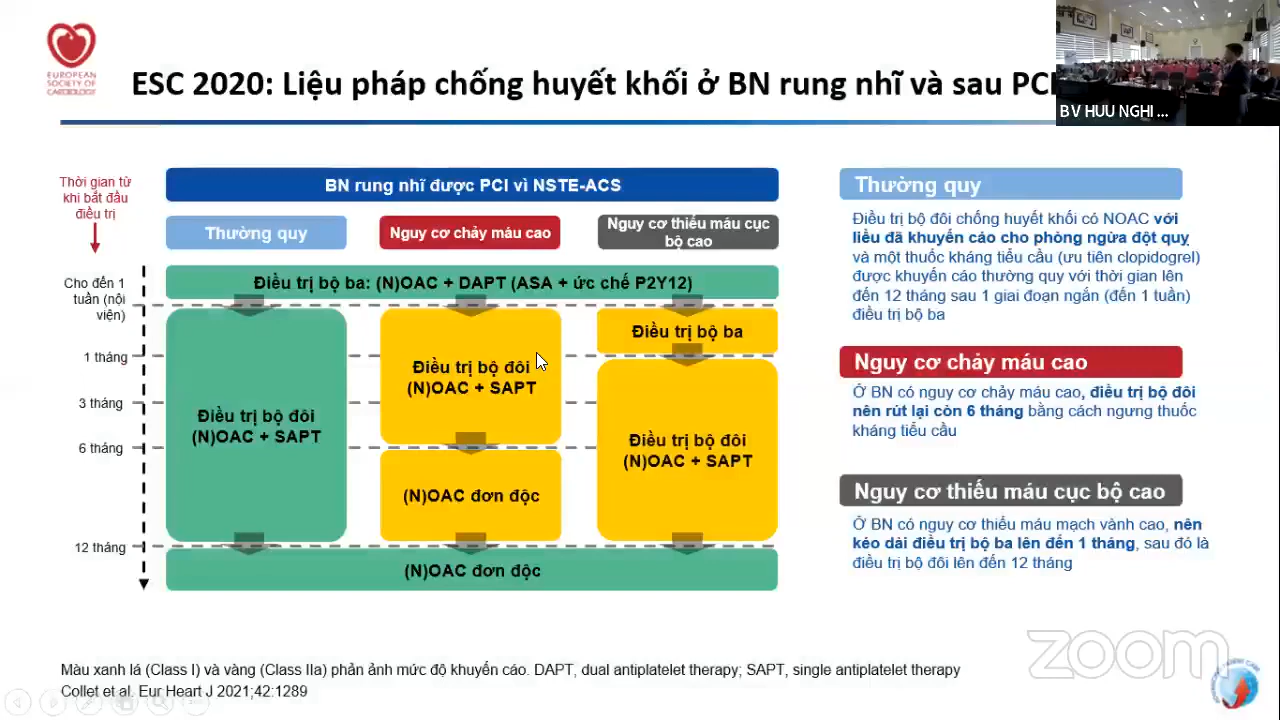 EUROPEAN
SOCIETY OF
CARDIOLOGY
ESC 2020: Liệu pháp chống huyết khối ở BN rung nhĩ và sau PCI
BV HUU NGHI ...
Thời gian từ
khi bắt đầu
điều trị
BN rung nhĩ được PCI vì NSTE-ACS
Thường quy
Nguy cơ chảy máu cao
Nguy cơ thiếu máu cục
bộ cao
Cho đến 1
tuần (nội
viện)
Điều trị bộ ba: (N)OAC + DAPT (ASA + ức chế P2Y12)
1 tháng
3 tháng
6 tháng
12 tháng
Điều trị bộ đôi
(N)OAC + SAPT
Điều trị bộ đôi
(N)OAC + SAPT
(N)OAC đơn độc
Điều trị bộ ba
Điều trị bộ đôi
(N)OAC + SAPT
(N)OAC đơn độc
Thường quy
Điều trị bộ đôi chống huyết khối có NOAC với
liều đã khuyến cáo cho phòng ngừa đột quỵ
và một thuốc kháng tiểu cầu (ưu tiên clopidogrel)
được khuyến cáo thường quy với thời gian lên
đến 12 tháng sau 1 giai đoạn ngắn (đến 1 tuần)
điều trị bộ ba
Nguy cơ chảy máu cao
Ở BN có nguy cơ chảy máu cao, điều trị bộ đôi
nên rút lại còn 6 tháng bằng cách ngưng thuốc
kháng tiểu cầu
Nguy cơ thiếu máu cục bộ cao
Ở BN có nguy cơ thiếu máu mạch vành cao, nên
kéo dài điều trị bộ ba lên đến 1 tháng, sau đó là
điều trị bộ đôi lên đến 12 tháng
Màu xanh lá (Class I) và vàng (Class IIa) phản ảnh mức độ khuyến cáo. DAPT, dual antiplatelet therapy; SAPT, single antiplatelet therapy
Collet et al. Eur Heart J 2021;42:1289
zoom